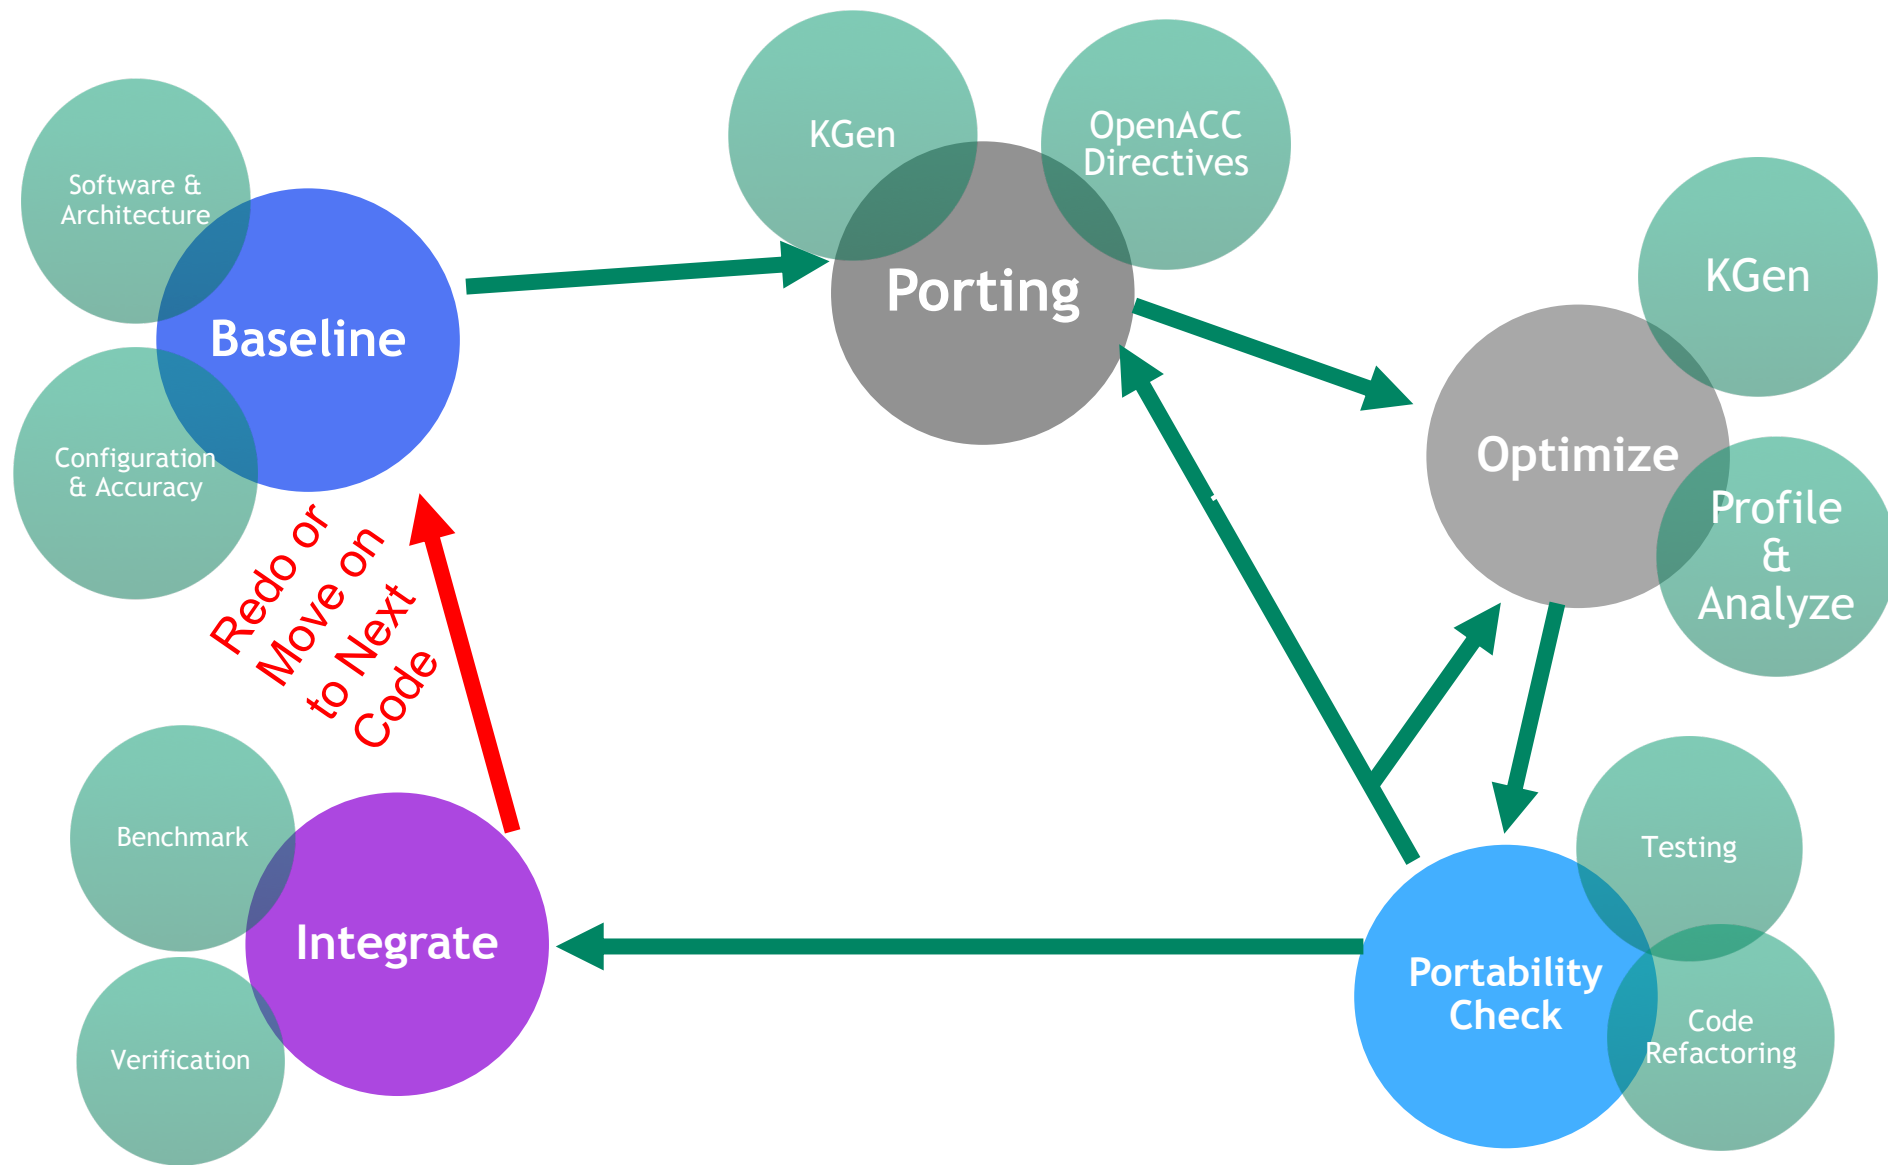 KGen
OpenACC
Directives
Software &
Architecture
Porting
KGen
Baseline
Configuration
& Accuracy
Optimize
Profile
&
Analyze
Redo or
Move on
to Next
Code
Benchmark
Testing
Integrate
Portability
Check
Code
Refactoring
Verification